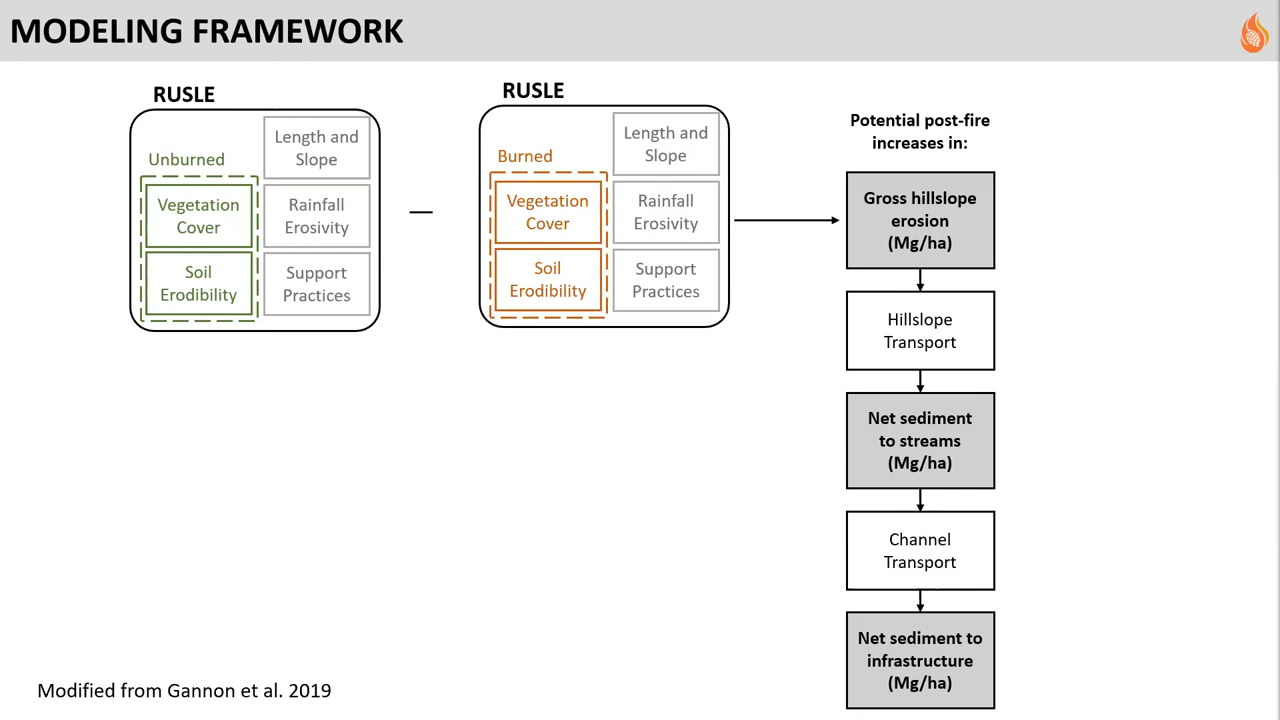 MODELING FRAMEWORK
RUSLE
Unburned
Vegetation
Cover
Soil
Erodibility
Length and
Slope
Rainfall
Erosivity
Support
Practices
—
RUSLE
Burned
Vegetation
Cover
Soil
Erodibility
Length and
Slope
Rainfall
Erosivity
Support
Practices
Potential post-fire
increases in:
Gross hillslope
erosion
(Mg/ha)
Hillslope
Transport
Net sediment
to streams
(Mg/ha)
Channel
Transport
Net sediment to
infrastructure
(Mg/ha)
Modified from Gannon et al. 2019